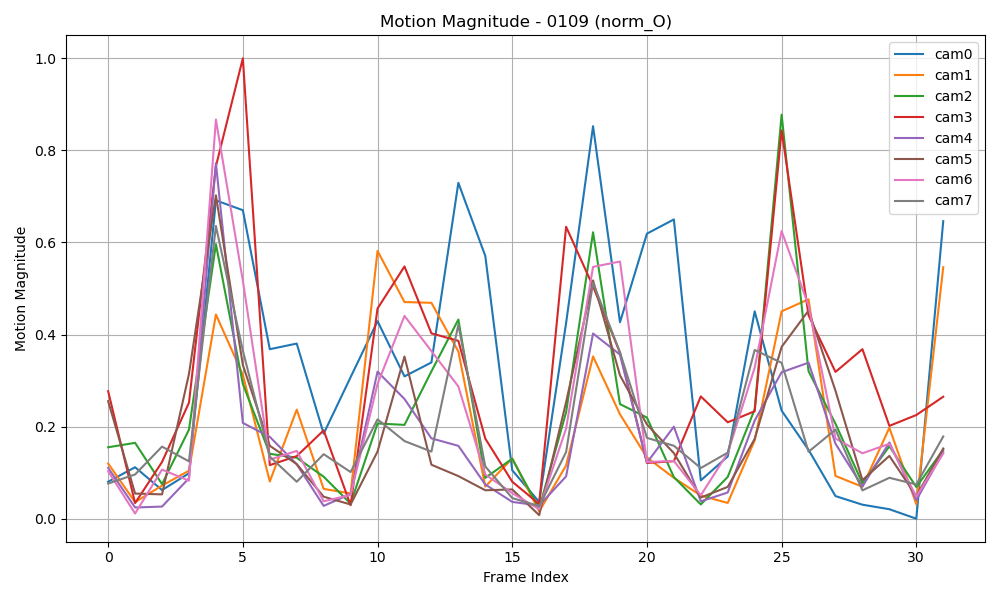 Motion Magnitude - 0109 (norm_O)
Motion Magnitude
1.0
0.8
0.6
0.4
0.2
0.0
0
5
10
15
20
25
30
Frame Index
cam0
cam1
cam2
cam3
cam4
cam5
cam6
cam7